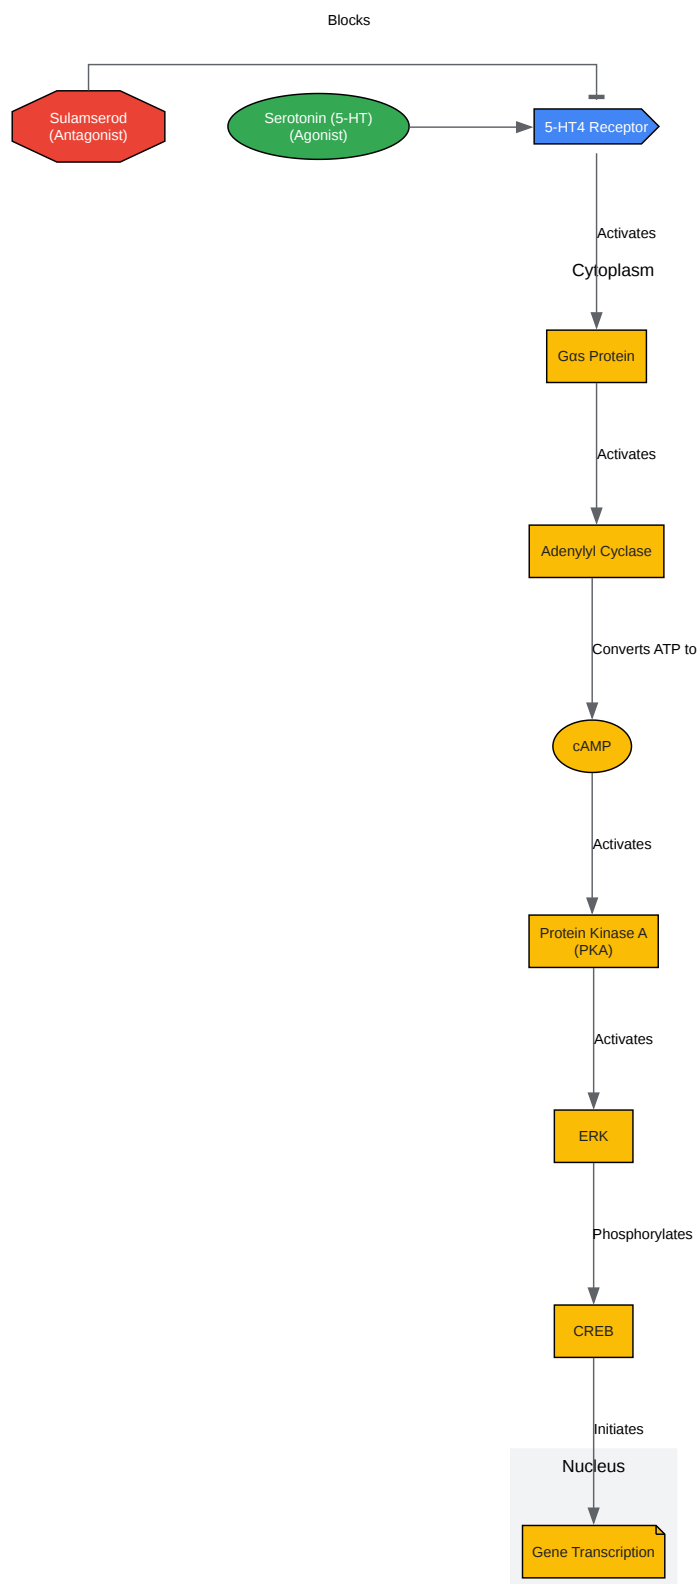 Blocks
Sulamserod
(Antagonist)
Serotonin (5-HT)
(Agonist)
5-HT4 Receptor
Activates
Cytoplasm
Gαs Protein
Activates
Adenylyl Cyclase
Converts ATP to
cAMP
Activates
Protein Kinase A
(PKA)
Activates
ERK
Phosphorylates
CREB
Initiates
Nucleus
Gene Transcription